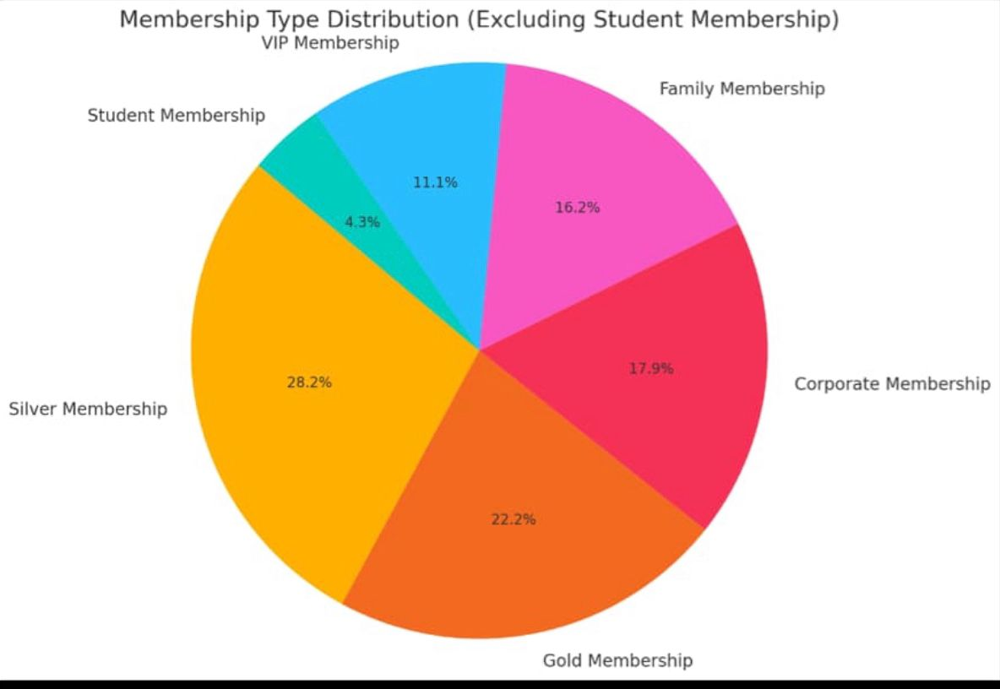 Membership Type Distribution (Excluding Student Membership)
VIP Membership
Family Membership
Student Membership
11.1%
16.2%
4.3%
17.9%
28.2%
Corporate Membership
Silver Membership
22.2%
Gold Membership